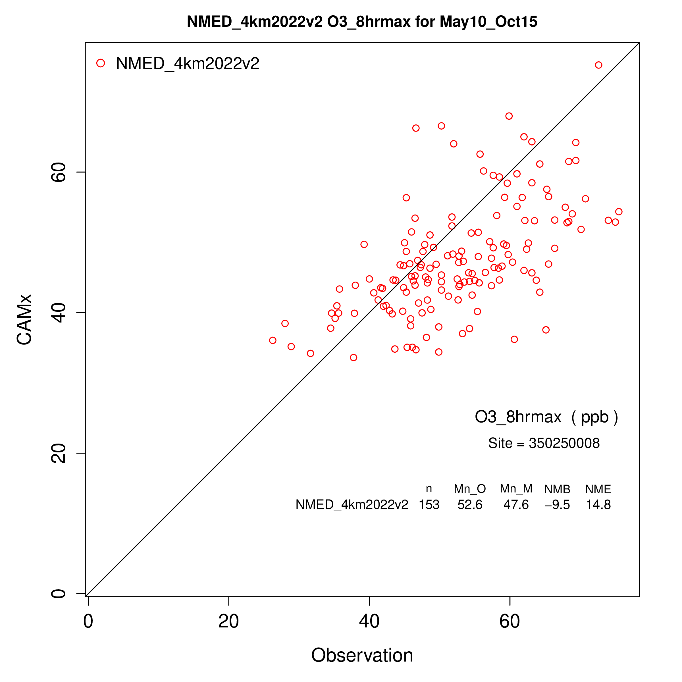 NMED_4km2022v2 O3_8hrmax for May10_Oct15
NMED_4km2022v2
60
40
20
0
CAMx
O3_8hrmax ( ppb )
Site = 350250008
n Mn_O Mn_M NMB NME
NMED_4km2022v2 153 52.6 47.6 −9.5 14.8
0 20 40 60
Observation